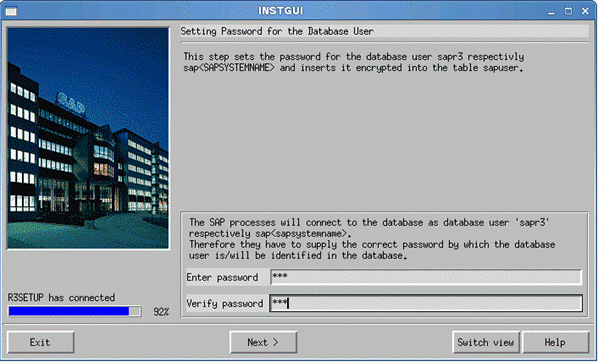 INSTGUI
Setting Password for the Database User
This step sets the password for the database user sapr3 respectivly
sap<SAPSYSTEMNAME> and inserts it encrypted into the table sapuser.
SAP
The SAP processes will connect to the database as database user 'sapr3'
respectively sap<sapsystemname>.
Therefore they have to supply the correct password by which the database
user is/will be identified in the database.
Enter password ***
Verify password ***
R3SETUP has connected
92%
Exit Next > Switch view Help